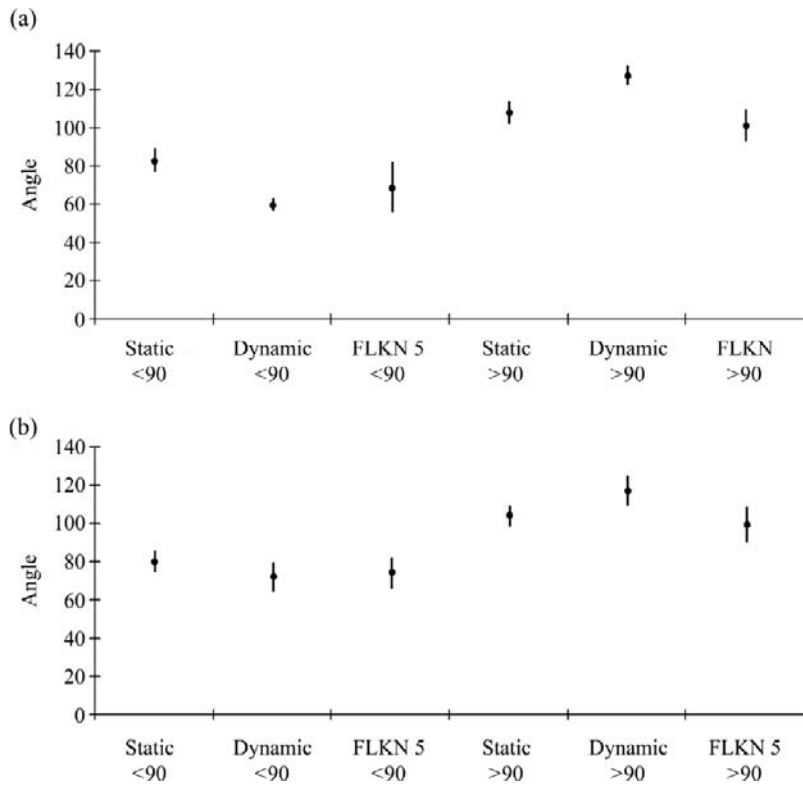 (a)
140
120
100
80
60
40
20
0
Angle
Static Dynamic FLKN 5 Static Dynamic FLKN
<90 <90 <90 >90 >90 >90
(b)
140
120
100
80
60
40
20
0
Angle
Static Dynamic FLKN 5 Static Dynamic FLKN 5
<90 <90 <90 >90 >90 >90